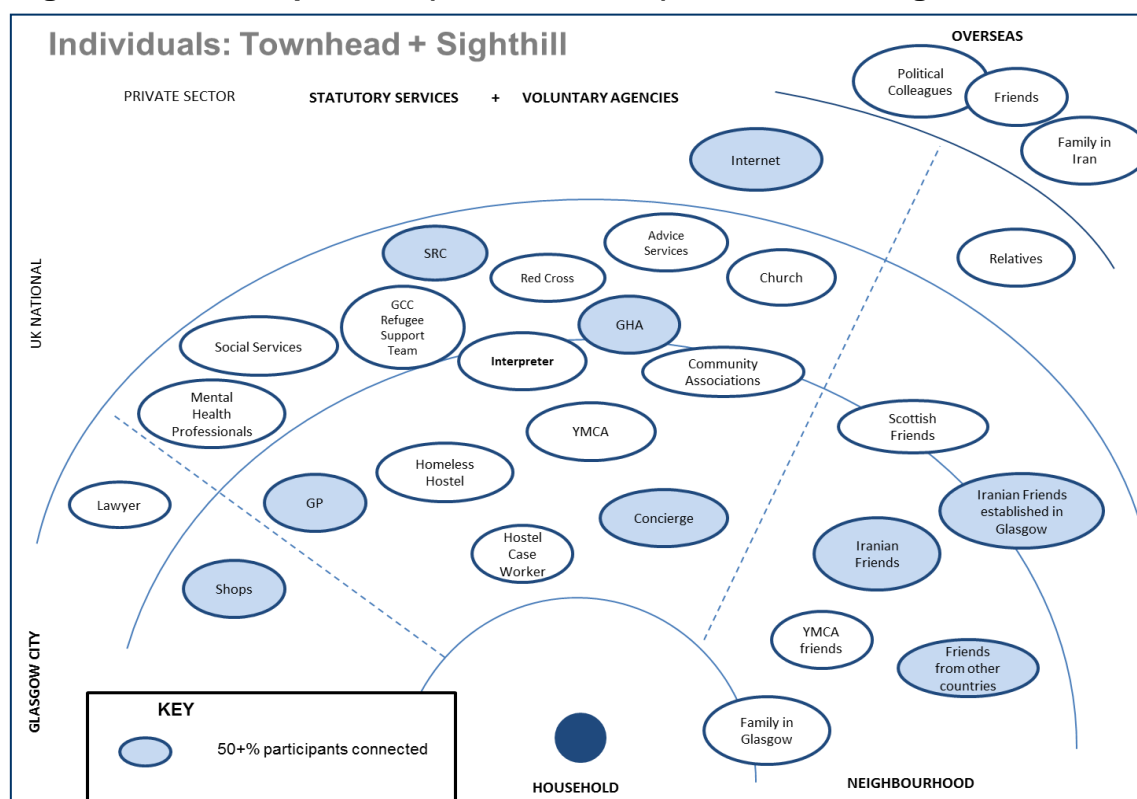 Individuals: Townhead + Sighthill
OVERSEAS
PRIVATE SECTOR
STATUTORY SERVICES + VOLUNTARY AGENCIES
Political
Colleagues
Friends
Family in
Iran
Internet
Relatives
UK NATIONAL
SRC
Red Cross
Advice
Services
Church
GCC
Refugee
Support
Team
GHA
Social Services
Interpreter
Community
Associations
Mental
Health
Professionals
Scottish
Friends
YMCA
Homeless
Hostel
Lawyer
GP
Concierge
Iranian Friends
established in
Glasgow
Hostel
Case
Worker
Iranian
Friends
Shops
YMCA
friends
Friends
from other
countries
GLASGOW CITY
KEY
50+% participants connected
Family in
Glasgow
HOUSEHOLD
NEIGHBOURHOOD